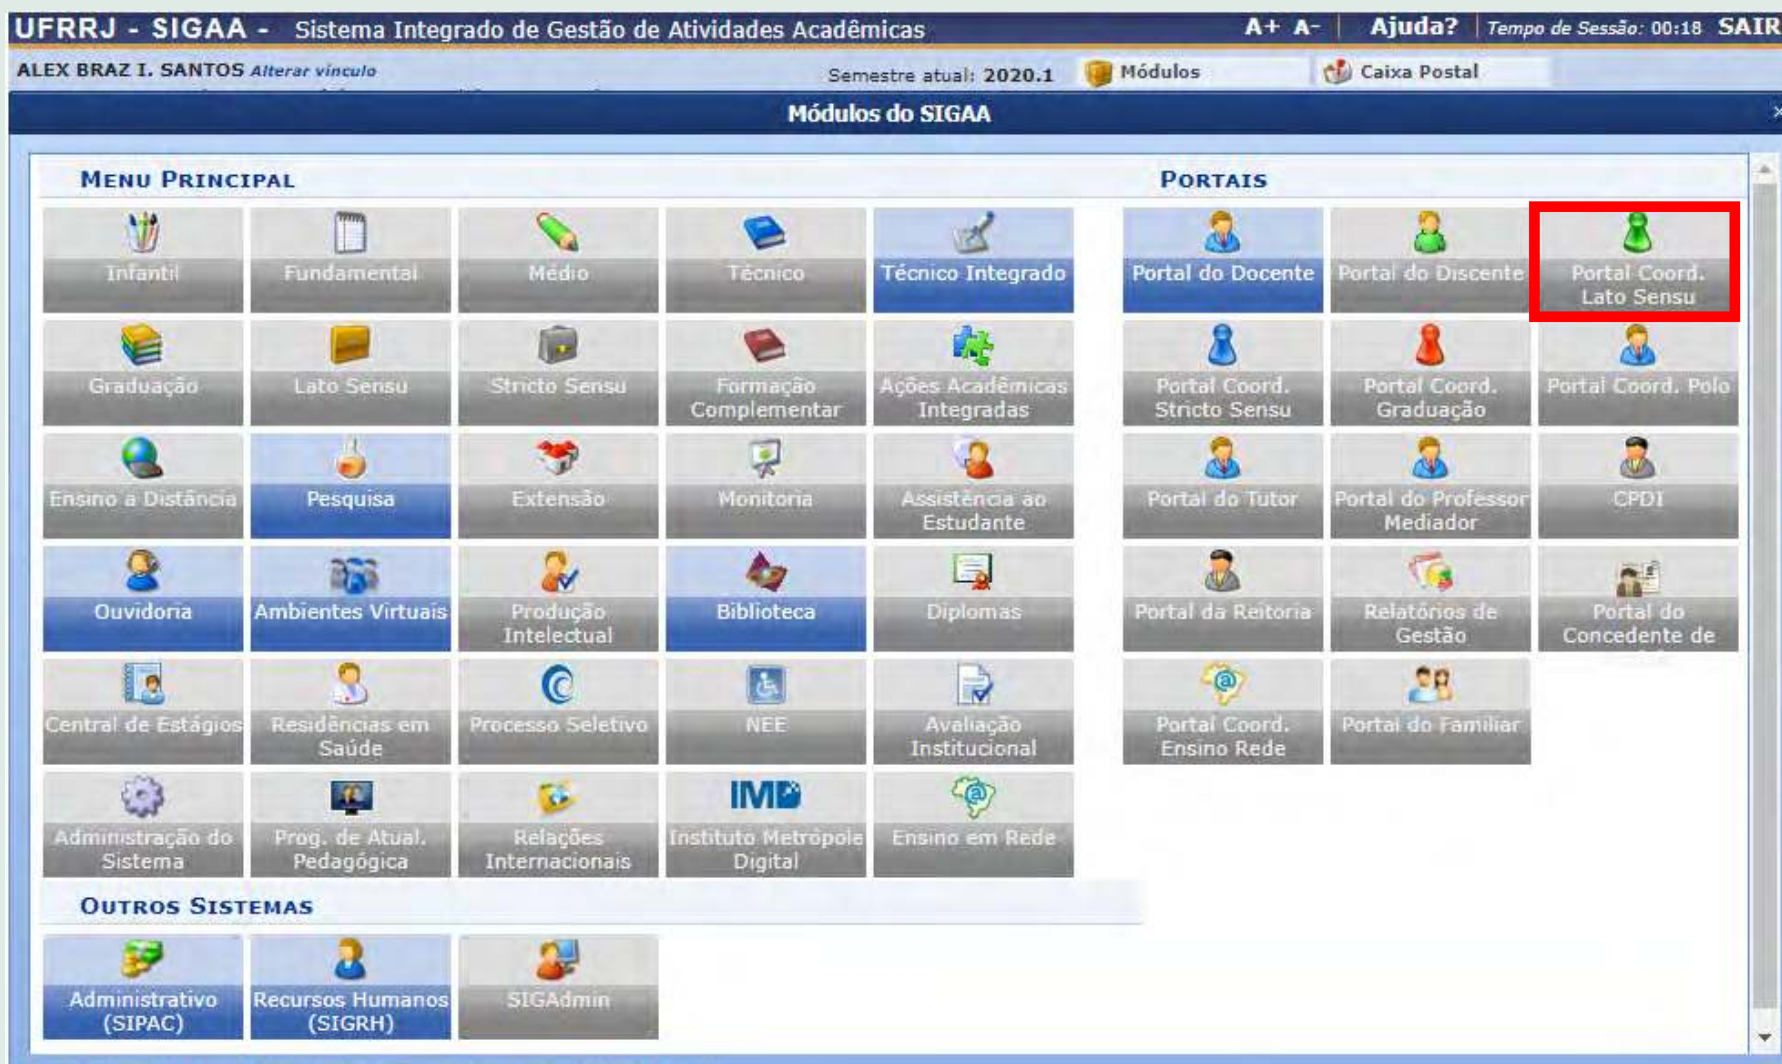 UFRRJ - SIGAA - Sistema Integrado de Gestão de Atividades Acadêmicas A+ A- Ajuda? Tempo de Sessão: 00:18 SAIR
ALEX BRAZ I. SANTOS Alterar vínculo Semestre atual: 2020.1 Módulos Caixa Postal
Módulos do SIGAA
MENU PRINCIPAL
PORTAIS
Infantil
Fundamental
Médio
Técnico
Técnico Integrado
Portal do Docente
Portal do Discente
Portal Coord.
Lato Sensu
Graduação
Lato Sensu
Stricto Sensu
Formação
Complementar
Ações Acadêmicas
Integradas
Portal Coord.
Stricto Sensu
Portal Coord.
Graduação
Portal Coord. Polo
Ensino a Distância
Pesquisa
Extensão
Monitoria
Assistência ao
Estudante
Portal do Tutor
Portal do Professor
Mediador
CPDI
Ouvidoria
Ambientes Virtuais
Produção
Intelectual
Biblioteca
Diplomas
Portal da Reitoria
Relatórios de
Gestão
Portal do
Concedente de
Central de Estágios
Residências em
Saúde
Processo Seletivo
NEE
Avaliação
Institucional
Portal Coord.
Ensino Rede
Portal do Familiar
Administração do
Sistema
Prog. de Atual.
Pedagógica
Relações
Internacionais
IMD
Instituto Metrópole
Digital
Ensino em Rede
OUTROS SISTEMAS
Administrativo
(SIPAC)
Recursos Humanos
(SIGRH)
SIGAdmin